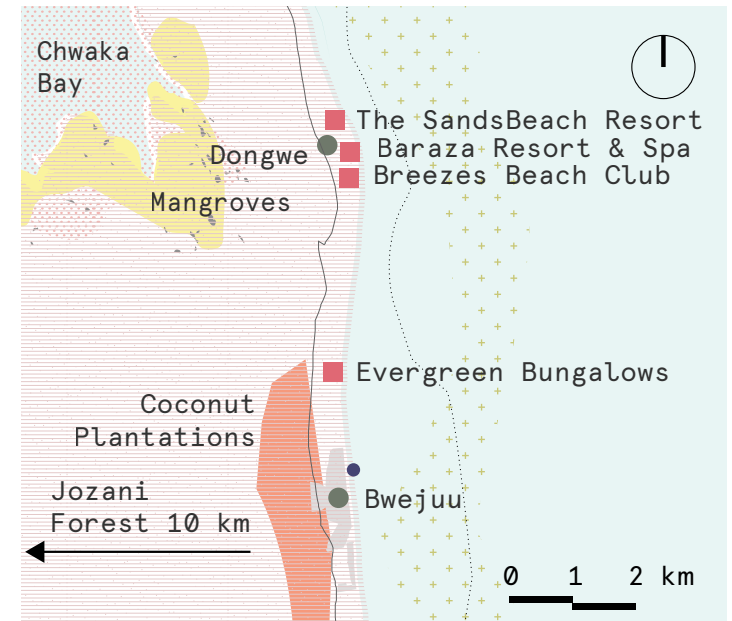 Chwaka
Bay
The SandsBeach Resort
Dongwe
Baraza Resort & Spa
Breezes Beach Club
Mangroves
Evergreen Bungalows
Coconut
Plantations
Jozani
Forest 10 km
Bwejuu
0 1 2 km